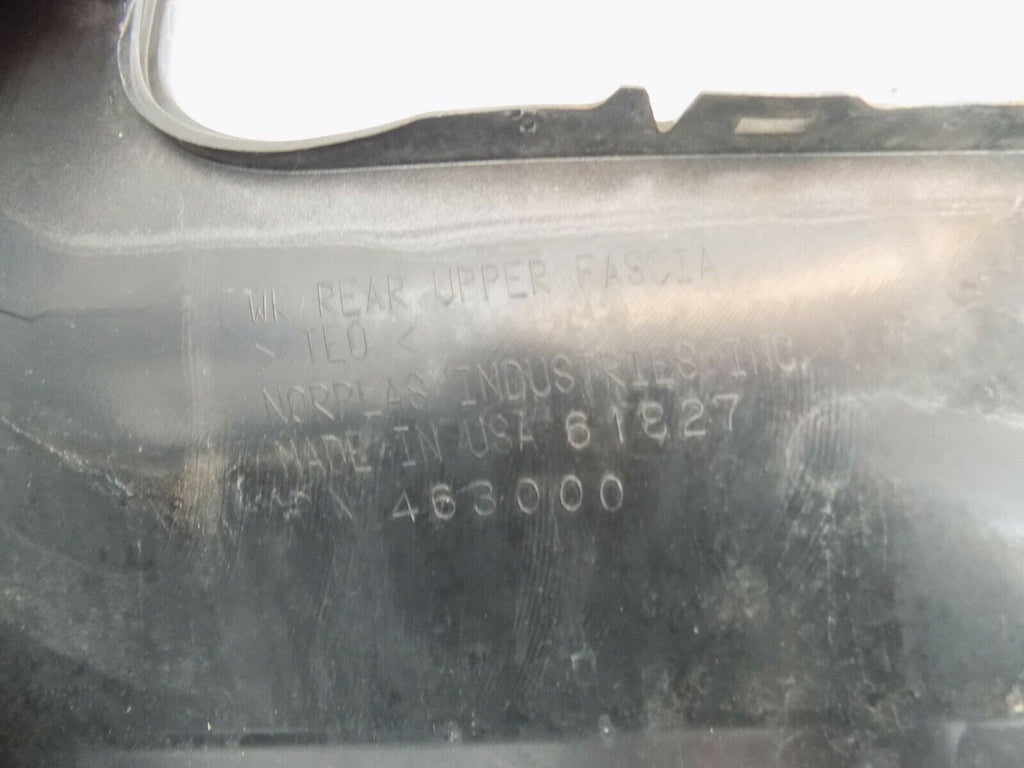 WK REAR UPPER FASCIA
> TEO <
NORPLAS INDUSTRIES INC.
MADE IN USA 61827
463000